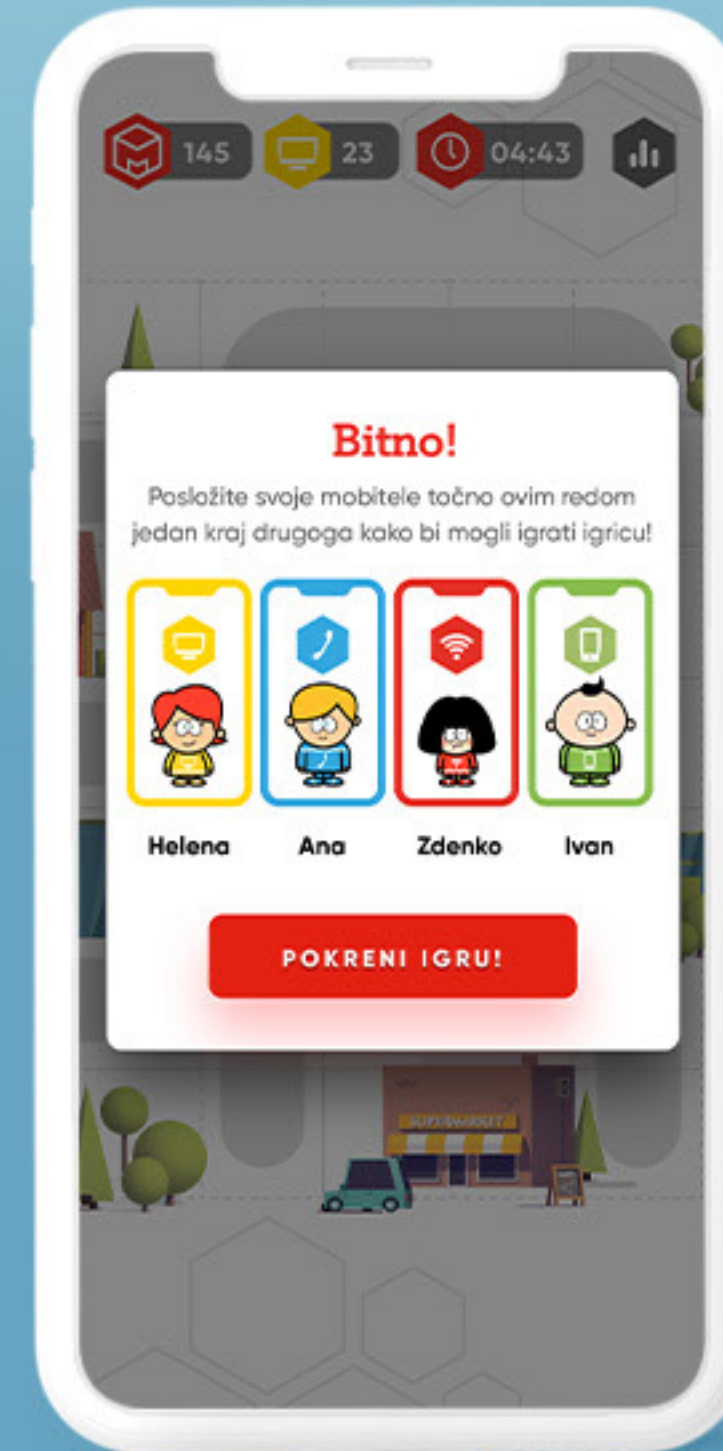 145 23 04:43
Bitno!
Posložite svoje mobitele točno ovim redom
jedan kraj drugoga kako bi mogli igrati igricu!
Helena Ana Zdenko Ivan
POKRENI IGRU!
SUPERMARKET